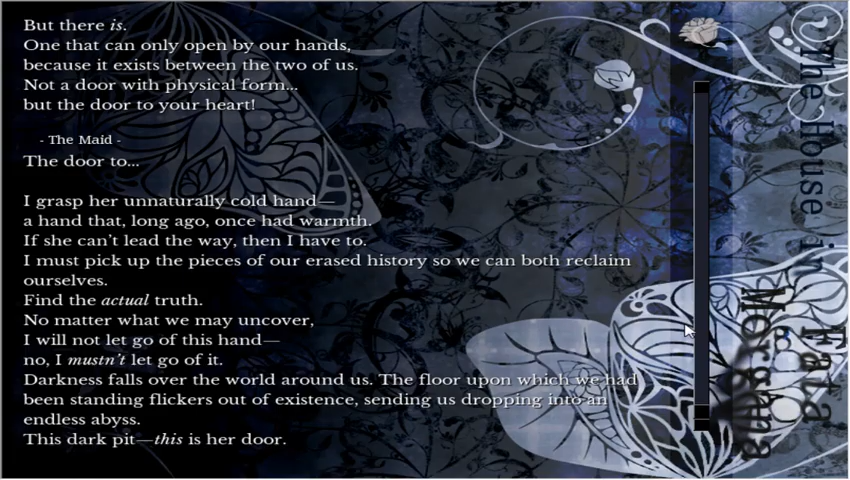 But there is.
One that can only open by our hands,
because it exists between the two of us.
Not a door with physical form...
but the door to your heart!
- The Maid -
The door to...
I grasp her unnaturally cold hand—
a hand that, long ago, once had warmth.
If she can't lead the way, then I have to.
I must pick up the pieces of our erased history so we can both reclaim
ourselves.
Find the actual truth.
No matter what we may uncover,
I will not let go of this hand—
no, I mustn't let go of it.
Darkness falls over the world around us. The floor upon which we had
been standing flickers out of existence, sending us dropping into an
endless abyss.
This dark pit—this is her door.
The House in
Fata
Morgana